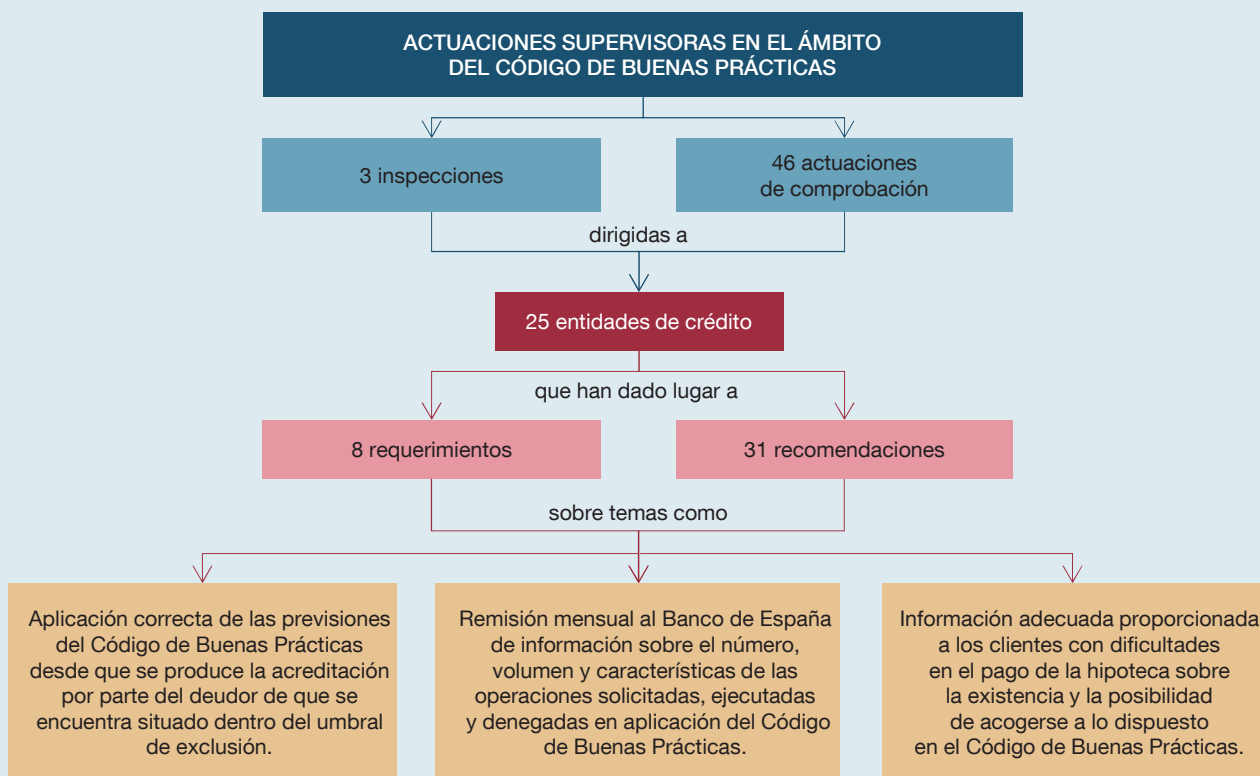 ACTUACIONES SUPERVISORAS EN EL ÁMBITO
DEL CÓDIGO DE BUENAS PRÁCTICAS
3 inspecciones
46 actuaciones
de comprobación
dirigidas a
25 entidades de crédito
que han dado lugar a
8 requerimientos
31 recomendaciones
sobre temas como
Aplicación correcta de las previsiones
del Código de Buenas Prácticas
desde que se produce la acreditación
por parte del deudor de que se
encuentra situado dentro del umbral
de exclusión.
Remisión mensual al Banco de España
de información sobre el número,
volumen y características de las
operaciones solicitadas, ejecutadas
y denegadas en aplicación del Código
de Buenas Prácticas.
Información adecuada proporcionada
a los clientes con dificultades
en el pago de la hipoteca sobre
la existencia y la posibilidad
de acogerse a lo dispuesto
en el Código de Buenas Prácticas.